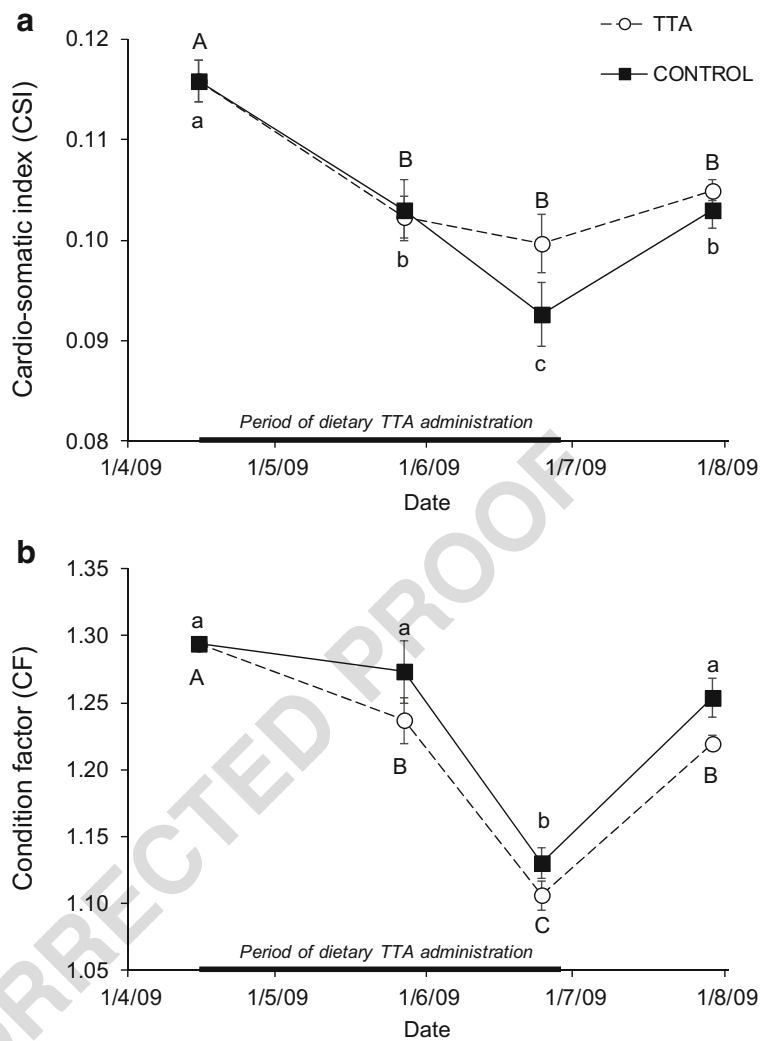 a
TTA
CONTROL
Cardio-somatic index (CSI)
0.12
0.11
0.10
0.09
0.08
A
a
B
b
B
c
B
b
Period of dietary TTA administration
1/4/09 1/5/09 1/6/09 1/7/09 1/8/09
Date
b
Condition factor (CF)
1.35
1.30
1.25
1.20
1.15
1.10
1.05
a
A
a
B
b
C
a
B
Period of dietary TTA administration
1/4/09 1/5/09 1/6/09 1/7/09 1/8/09
Date
RRECTED PROOF